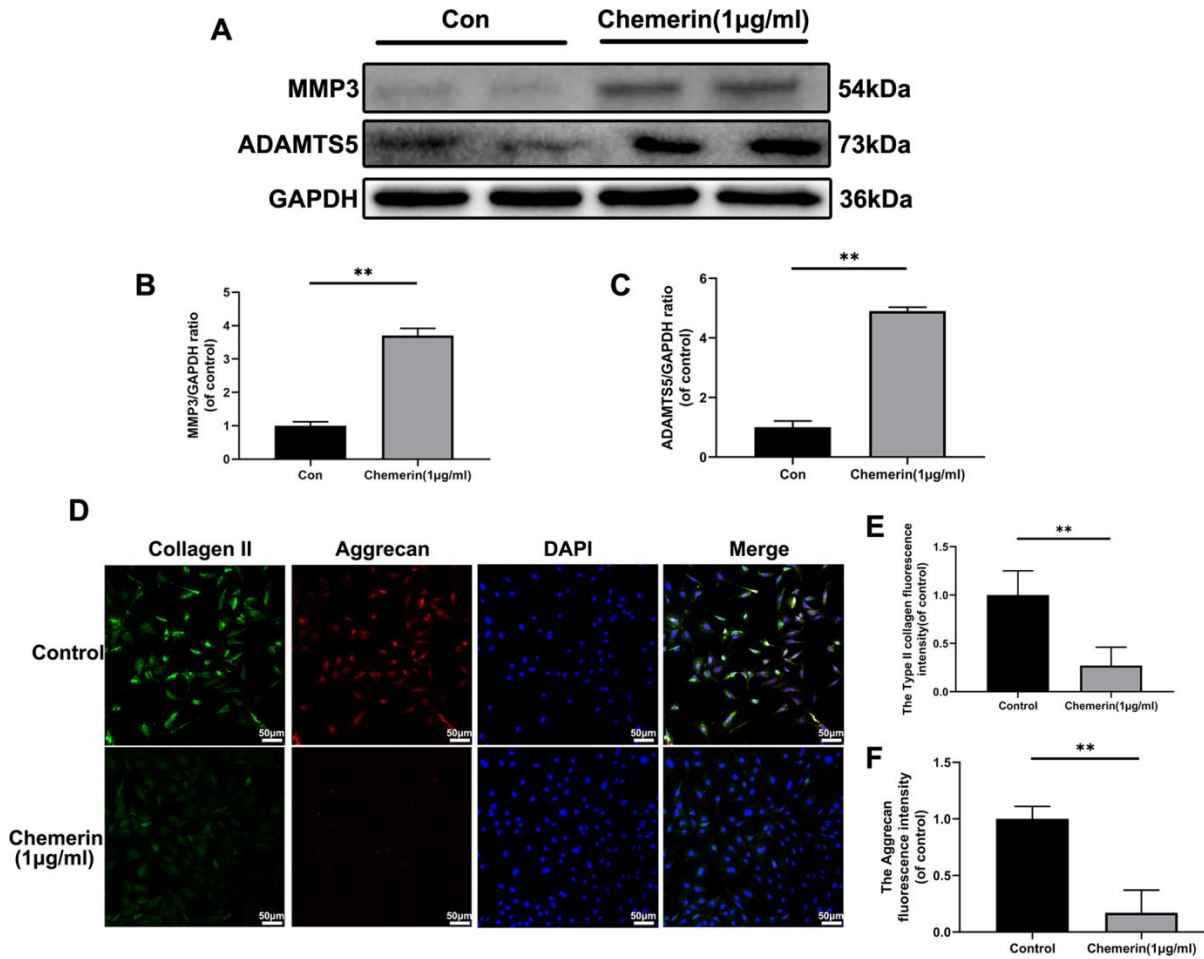 A
Con
Chemerin(1μg/ml)
MMP3
54kDa
ADAMTS5
73kDa
GAPDH
36kDa
B
**
MMP3/GAPDH ratio
(of control)
5
4
3
2
1
0
Con
Chemerin(1μg/ml)
C
**
ADAMTS5/GAPDH ratio
(of control)
6
4
2
0
Con
Chemerin(1μg/ml)
D
Collagen II
Aggrecan
DAPI
Merge
Control
50μm
50μm
50μm
50μm
Chemerin
(1μg/ml)
50μm
50μm
50μm
50μm
E
**
The Type II collagen fluorescence
intensity(of control)
1.5
1.0
0.5
0.0
Control
Chemerin(1μg/ml)
F
**
The Aggrecan
fluorescence intensity
(of control)
1.5
1.0
0.5
0.0
Control
Chemerin(1μg/ml)